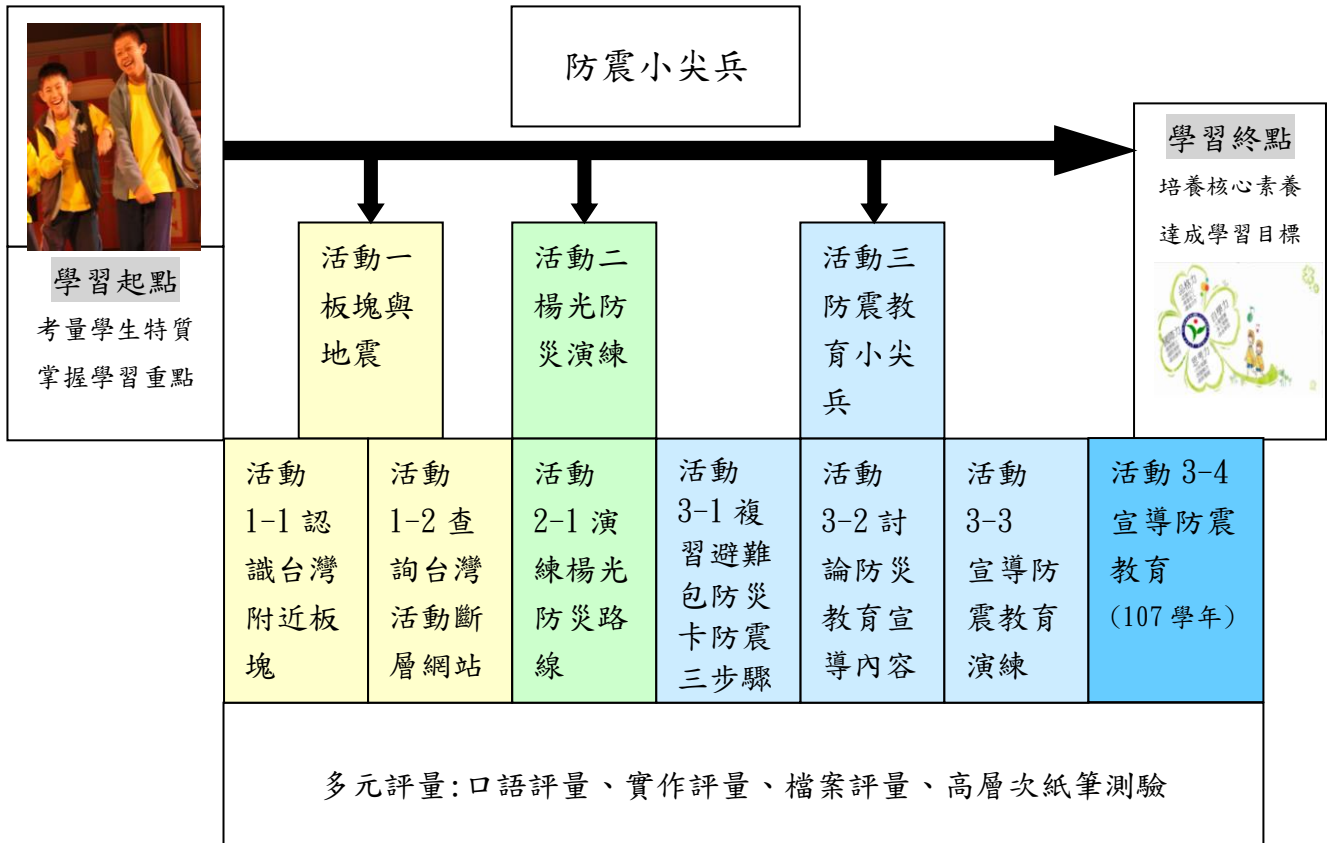 防震小尖兵
學習起點
考量學生特質
掌握學習重點
活動一
板塊與
地震
活動二
楊光防
災演練
活動三
防震教
育小尖
兵
學習終點
培養核心素養
達成學習目標
活動
1-1 認
識台灣
附近板
塊
活動
1-2 查
詢台灣
活動斷
層網站
活動
2-1 演
練楊光
防災路
線
活動
3-1 複
習避難
包防災
卡防震
三步驟
活動
3-2 討
論防災
教育宣
導內容
活動
3-3
宣導防
震教育
演練
活動 3-4
宣導防震
教育
(107 學年)
多元評量:口語評量、實作評量、檔案評量、高層次紙筆測驗